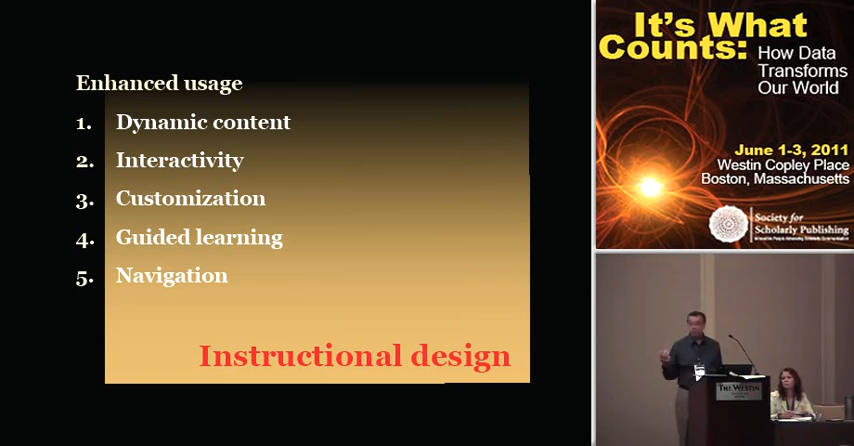 Enhanced usage
1. Dynamic content
2. Interactivity
3. Customization
4. Guided learning
5. Navigation
Instructional design
It's What
Counts: How Data
Transforms
Our World
June 1-3, 2011
Westin Copley Place
Boston, Massachusetts
Society for
Scholarly Publishing
THE WESTIN